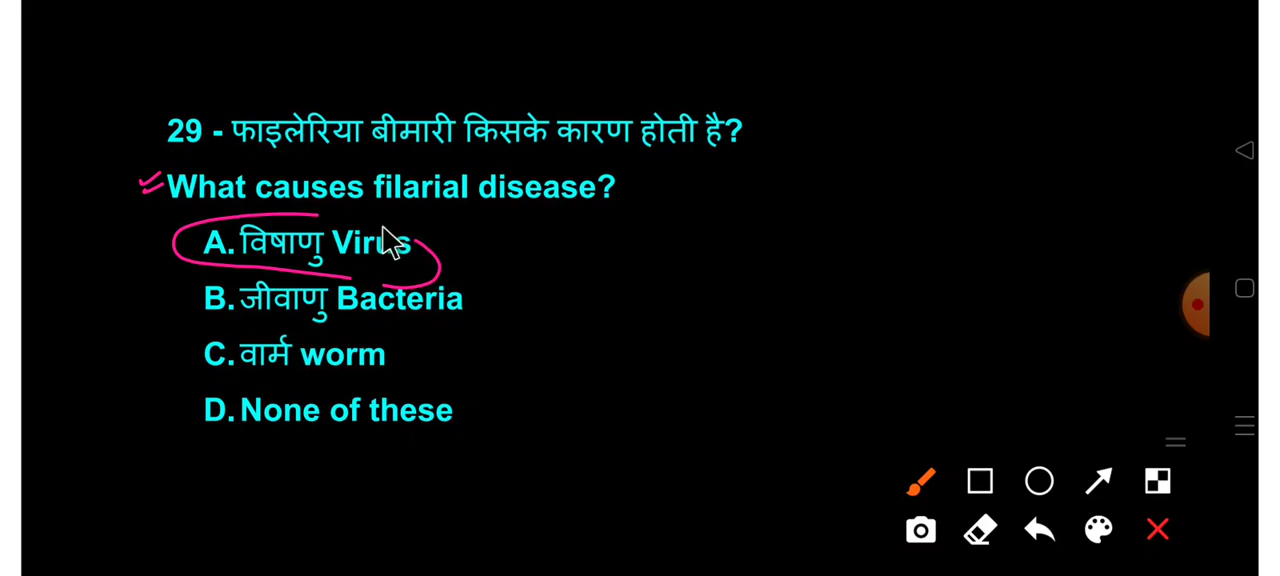 29 - फाइलेरिया बीमारी किसके कारण होती है?
What causes filarial disease?
A. विषाणु Virus
B. जीवाणु Bacteria
C. वार्म worm
D. None of these